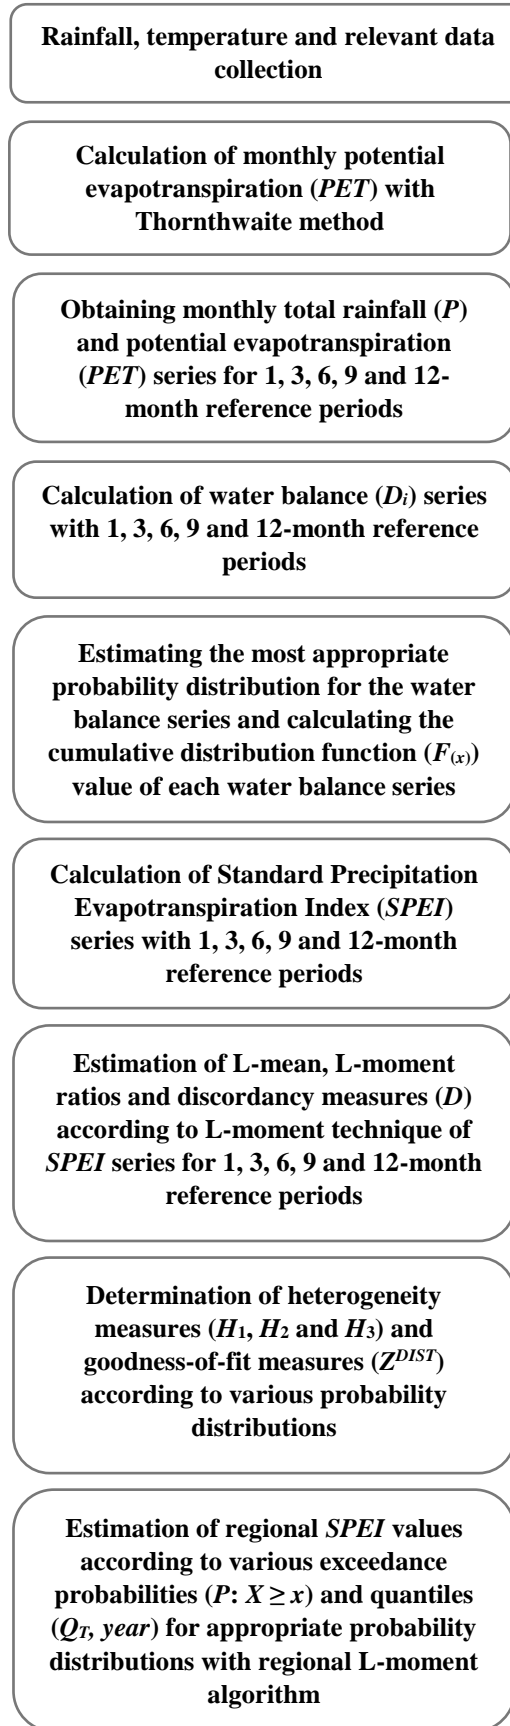 Rainfall, temperature and relevant data
collection
Calculation of monthly potential
evapotranspiration (PET) with
Thornthwaite method
Obtaining monthly total rainfall (P)
and potential evapotranspiration
(PET) series for 1, 3, 6, 9 and 12-
month reference periods
Calculation of water balance (Di) series
with 1, 3, 6, 9 and 12-month reference
periods
Estimating the most appropriate
probability distribution for the water
balance series and calculating the
cumulative distribution function (F(x))
value of each water balance series
Calculation of Standard Precipitation
Evapotranspiration Index (SPEI)
series with 1, 3, 6, 9 and 12-month
reference periods
Estimation of L-mean, L-moment
ratios and discordancy measures (D)
according to L-moment technique of
SPEI series for 1, 3, 6, 9 and 12-month
reference periods
Determination of heterogeneity
measures (H1, H2 and H3) and
goodness-of-fit measures (Z^DIST)
according to various probability
distributions
Estimation of regional SPEI values
according to various exceedance
probabilities (P: X ≥ x) and quantiles
(QT, year) for appropriate probability
distributions with regional L-moment
algorithm